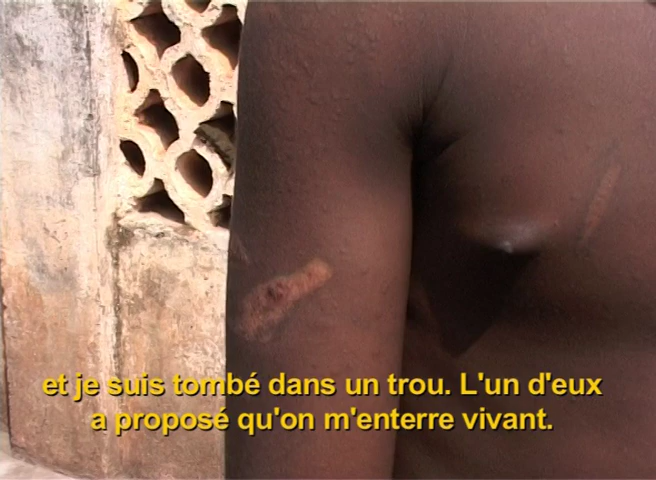 et je suis tombé dans un trou. L'un d'eux
a proposé qu'on m'enterre vivant.